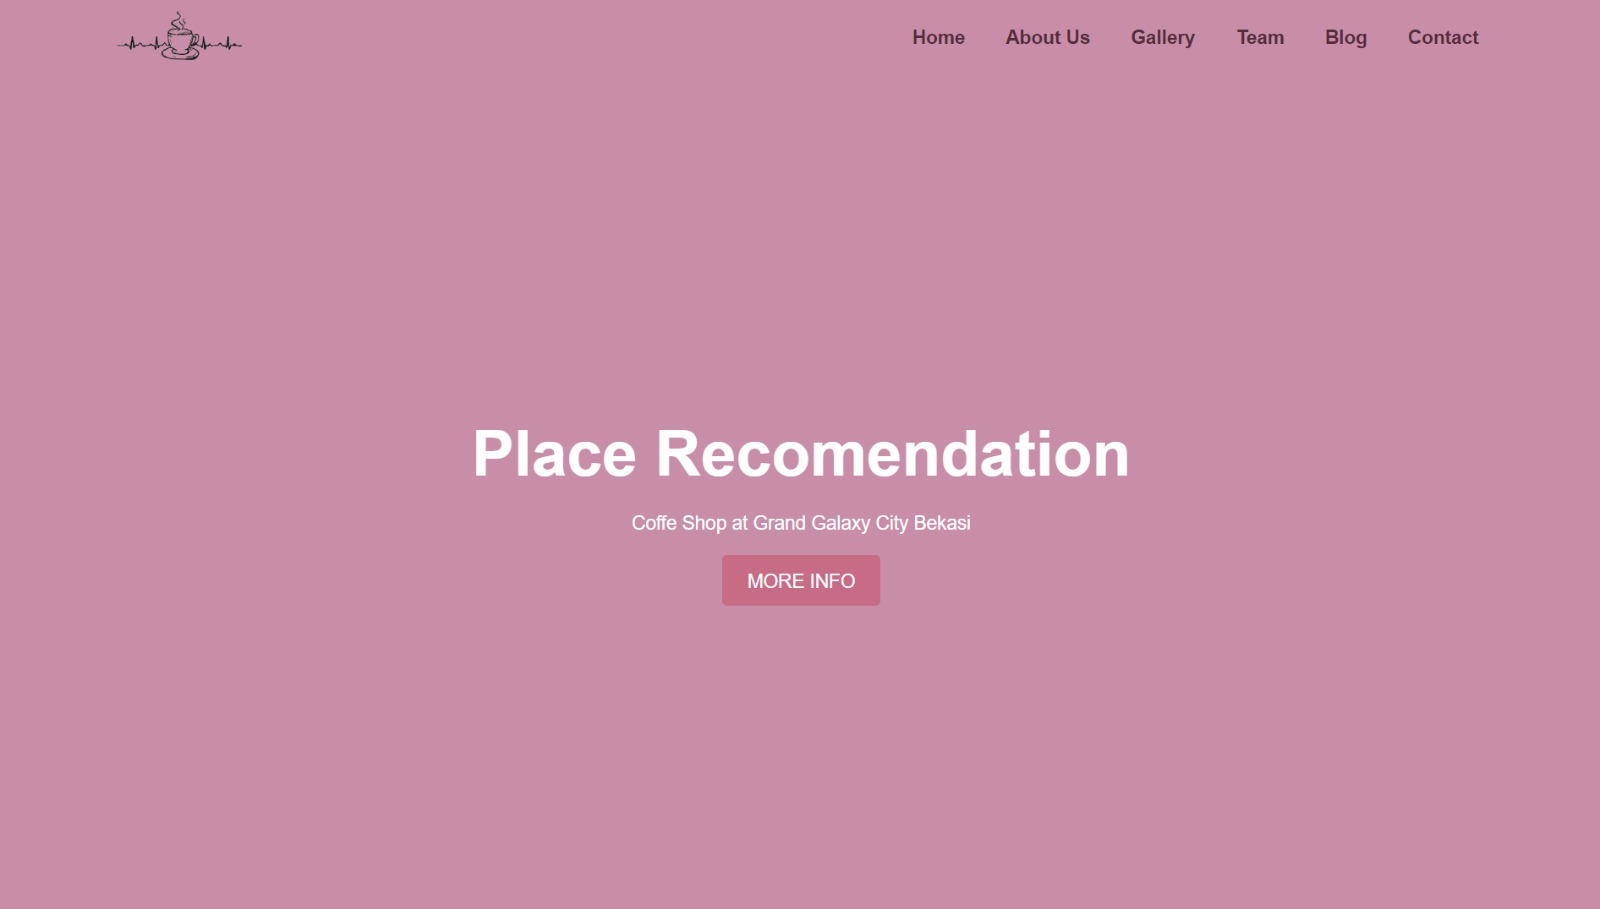 Home About Us Gallery Team Blog Contact
Place Recomendation
Coffe Shop at Grand Galaxy City Bekasi
MORE INFO